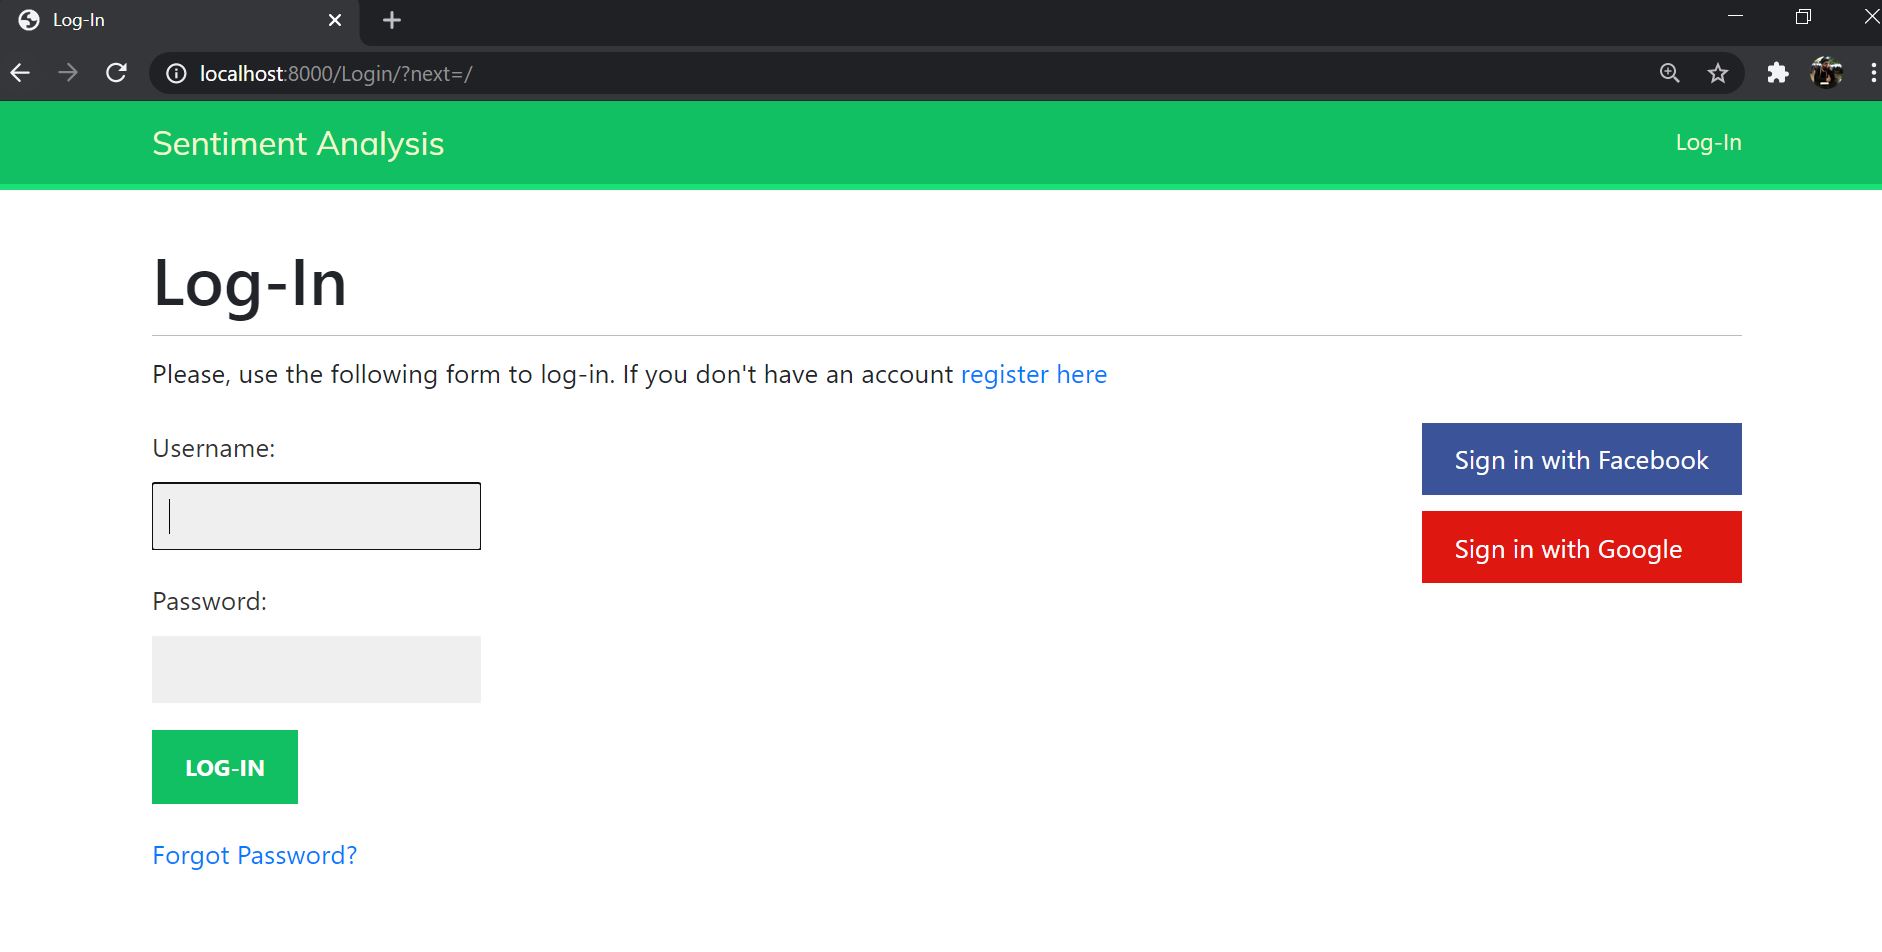 Log-In
localhost:8000/Login/?next=/
Sentiment Analysis
Log-In
Log-In
Please, use the following form to log-in. If you don't have an account register here
Username:
Sign in with Facebook
Sign in with Google
Password:
LOG-IN
Forgot Password?